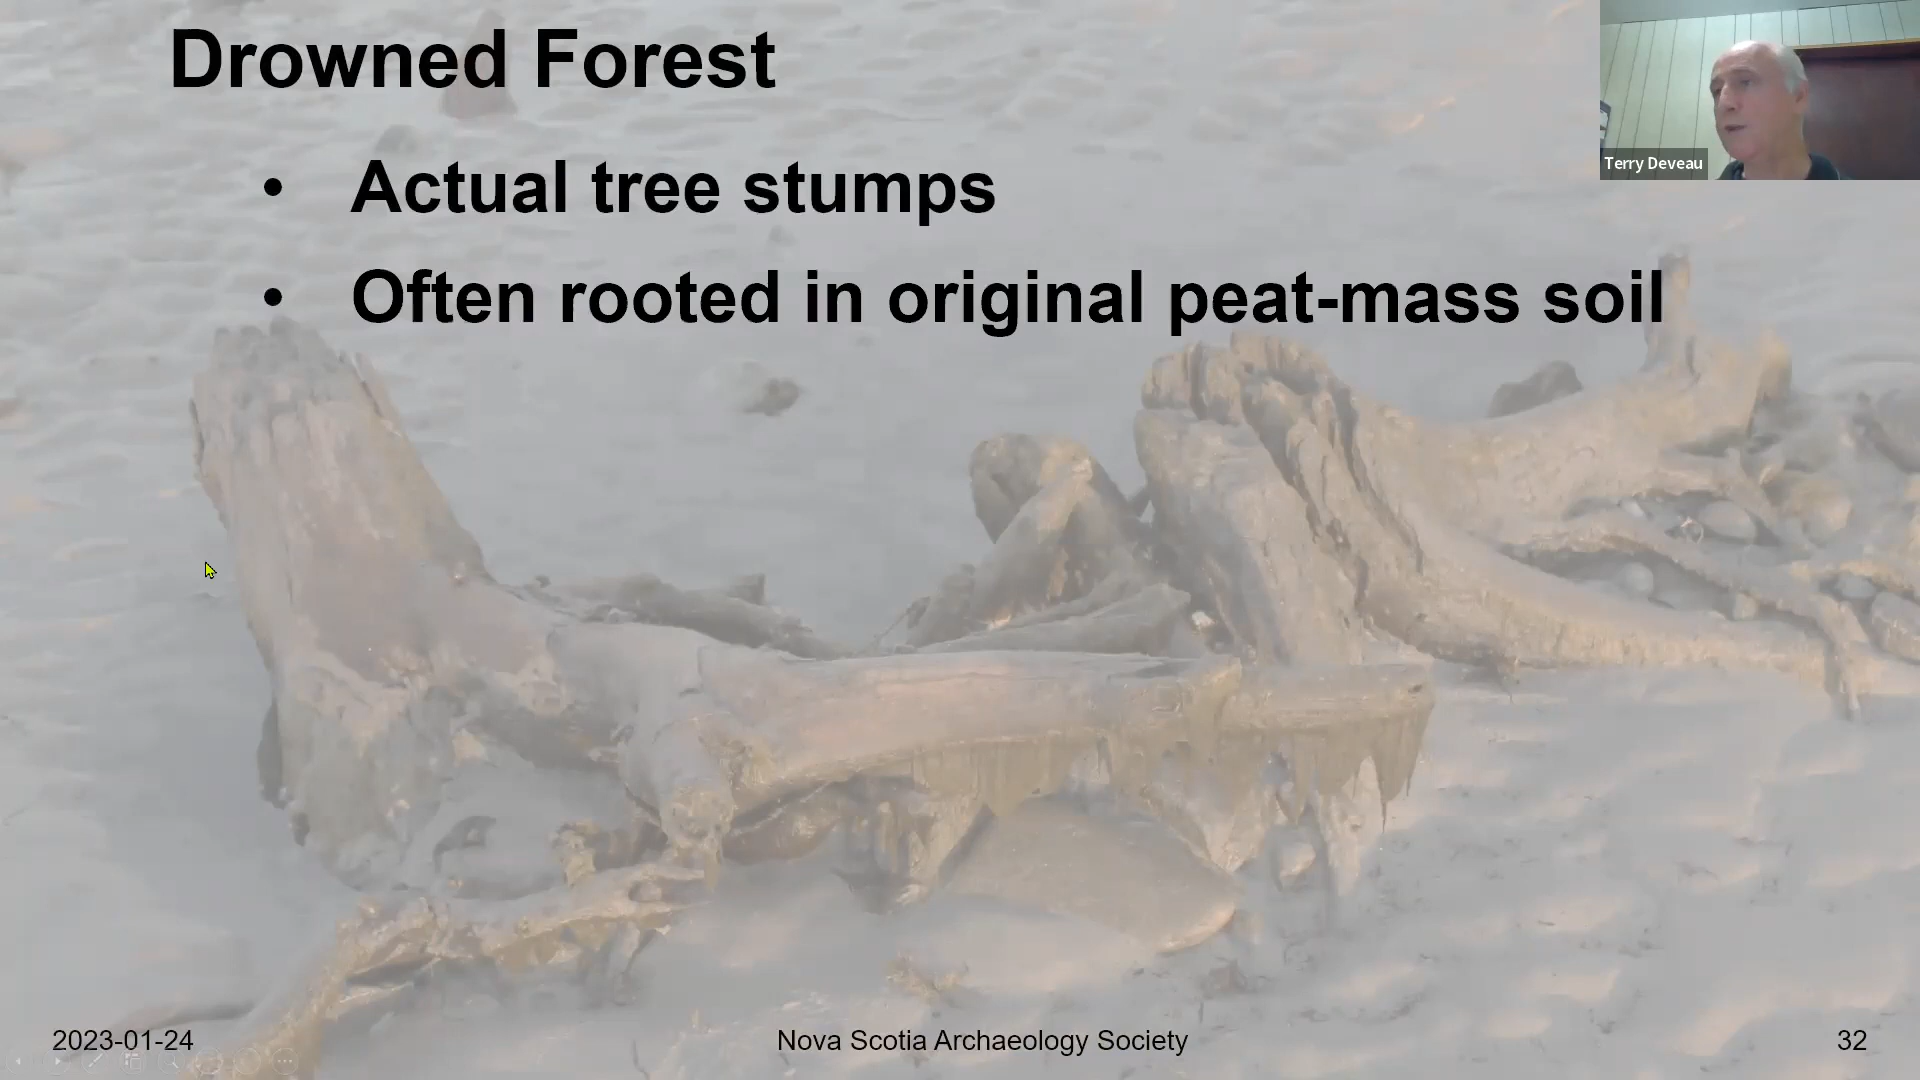 Drowned Forest
• Actual tree stumps
• Often rooted in original peat-mass soil
Terry Deveau
2023-01-24
Nova Scotia Archaeology Society
32